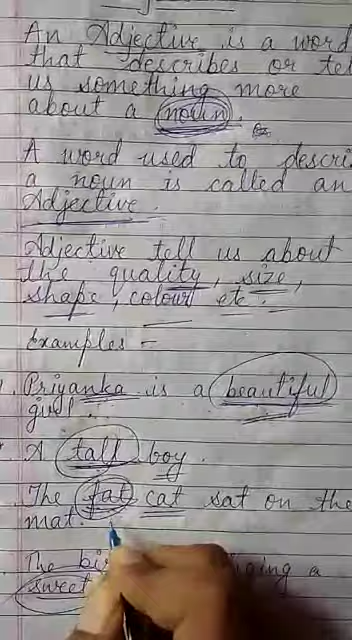 An Adjective is a word
that describes or tel
us something more
about a noun.
A word used to descri
a noun is called an
Adjective.
Adjective tell us about
the quality, size,
shape, colour etc.
Examples -
Priyanka is a beautiful
girl.
A tall boy.
The fat cat sat on the
mat.
The bi
sweet